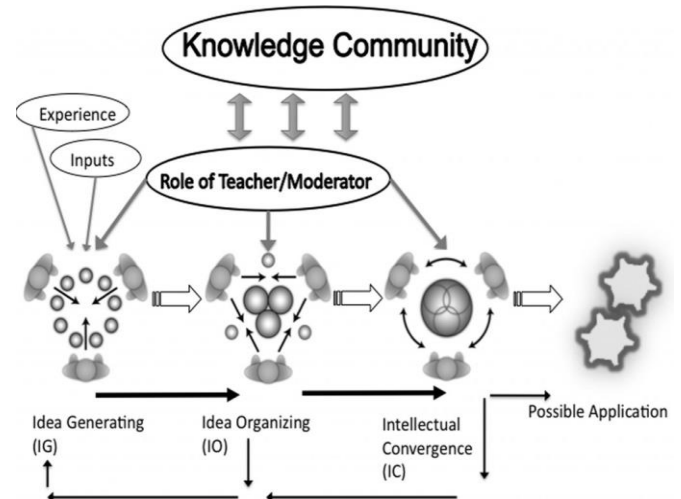 Knowledge Community
Experience
Inputs
Role of Teacher/Moderator
Idea Generating
(IG)
Idea Organizing
(IO)
Intellectual
Convergence
(IC)
Possible Application